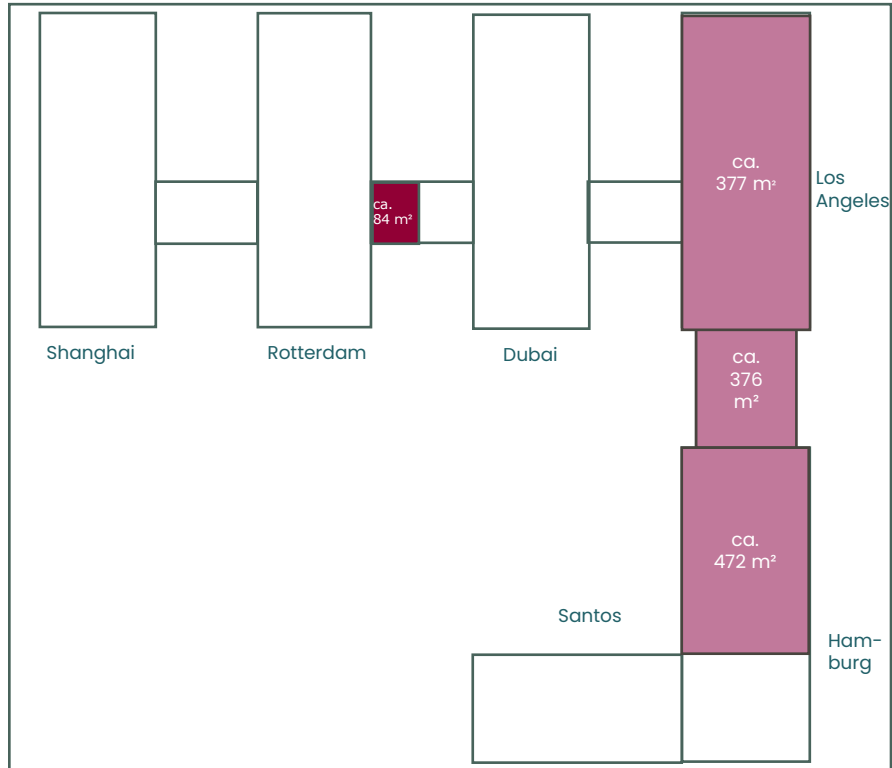 ca.
377 m²
Los
Angeles
ca.
84 m²
Shanghai
Rotterdam
Dubai
ca.
376
m²
ca.
472 m²
Santos
Ham-
burg